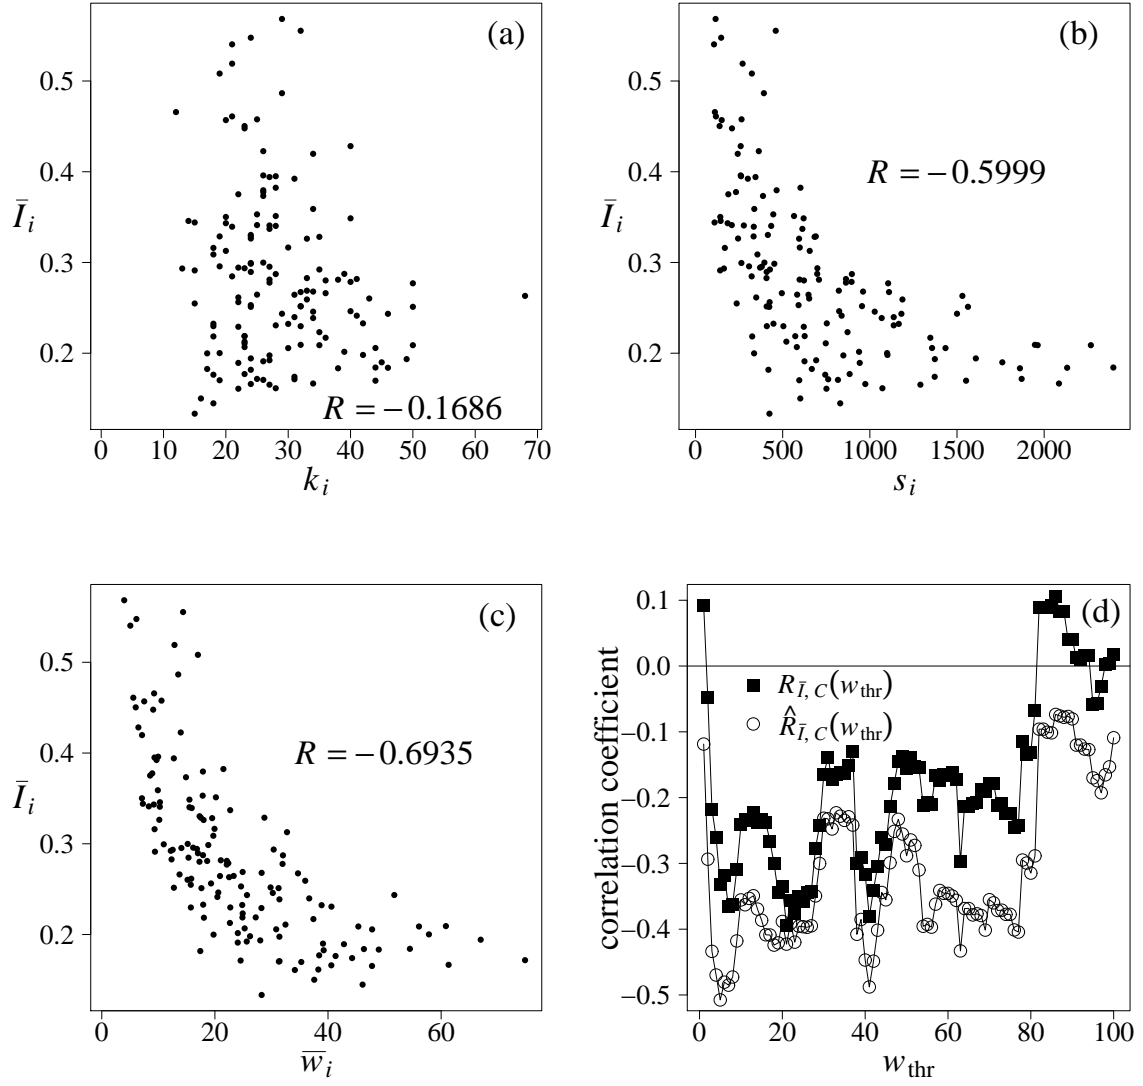 (a)
0.5
0.4
0.3
0.2
Ī_i
R = −0.1686
0 10 20 30 40 50 60 70
k_i
(b)
0.5
0.4
0.3
0.2
Ī_i
R = −0.5999
0 500 1000 1500 2000
s_i
(c)
0.5
0.4
0.3
0.2
Ī_i
R = −0.6935
0 20 40 60
w̅_i
(d)
0.1
0.0
−0.1
−0.2
−0.3
−0.4
−0.5
correlation coefficient
R_{Ī, C}(w_thr)
R̂_{Ī, C}(w_thr)
0 20 40 60 80 100
w_thr